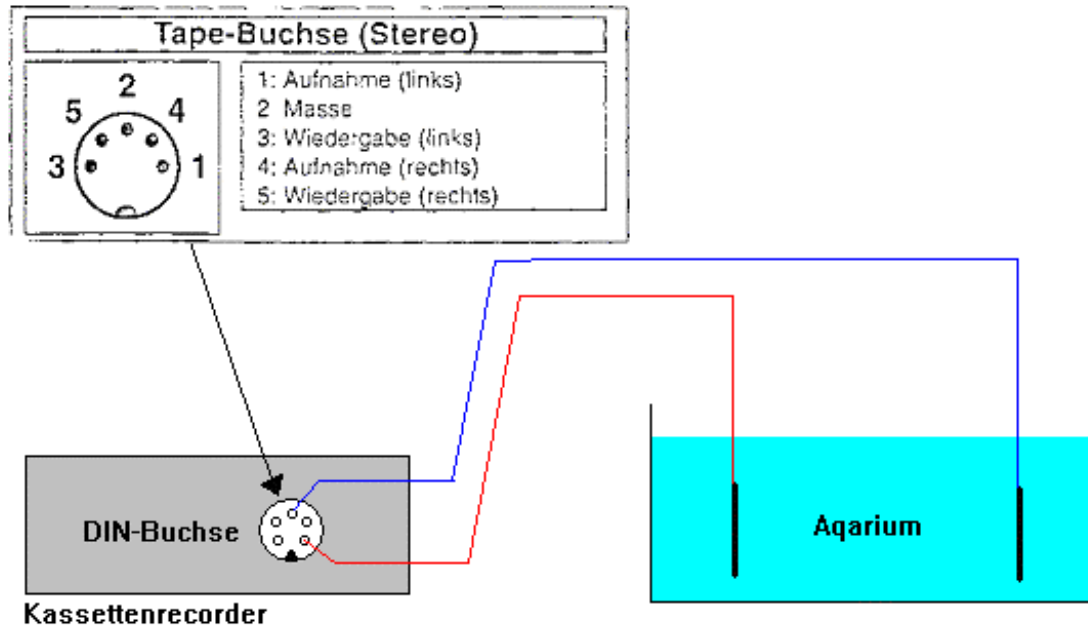 Tape-Buchse (Stereo)
2
5 4
3 1
1: Aufnahme (links)
2 Masse
3: Wiedergabe (links)
4: Aufnahme (rechts)
5: Wiedergabe (rechts)
DIN-Buchse
Aqarium
Kassettenrecorder